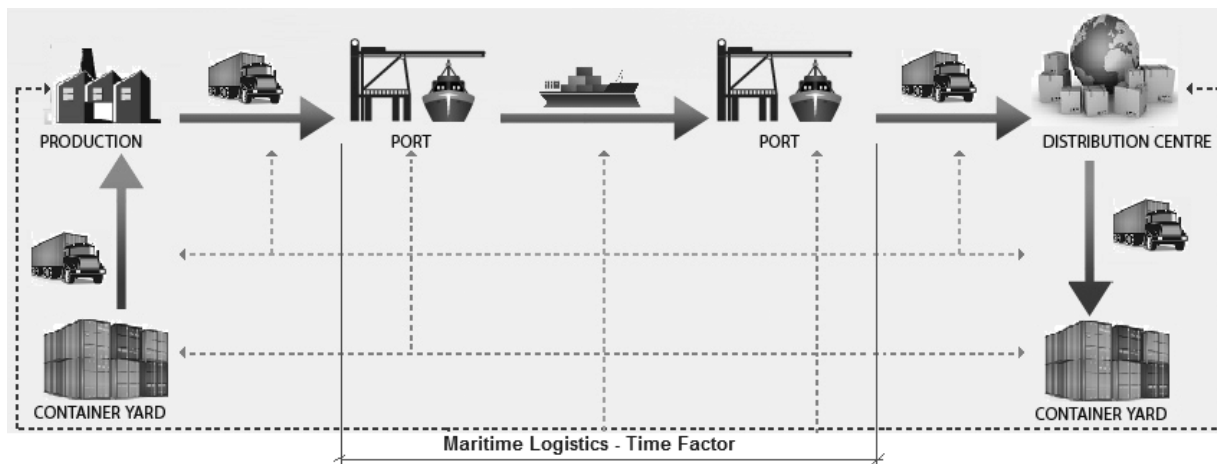 PRODUCTION
PORT
PORT
DISTRIBUTION CENTRE
CONTAINER YARD
CONTAINER YARD
Maritime Logistics - Time Factor